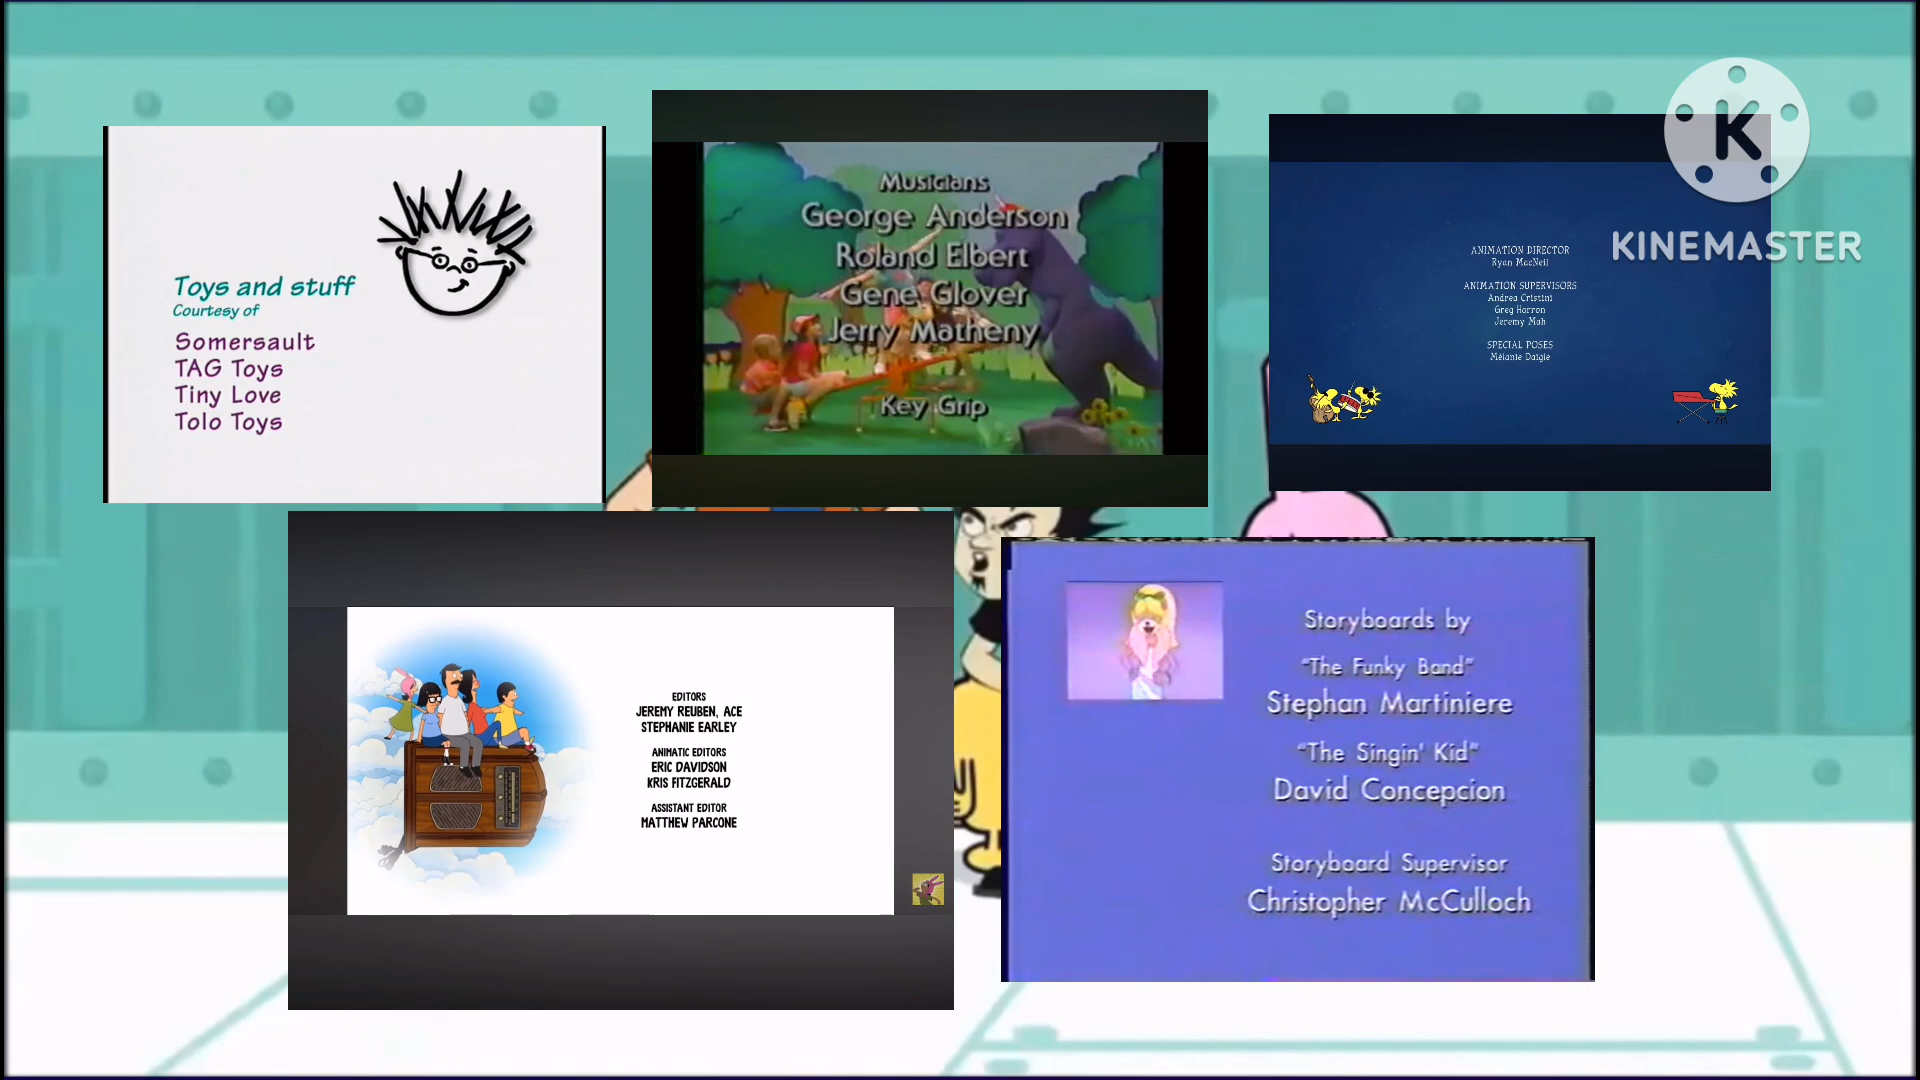 Toys and stuff
Courtesy of
Somersault
TAG Toys
Tiny Love
Tolo Toys
Musicians
George Anderson
Roland Elbert
Gene Glover
Jerry Matheny
Key Grip
ANIMATION DIRECTOR
Ryan MacNeil
ANIMATION SUPERVISORS
Andrea Cristini
Greg Harron
Jeremy Mah
SPECIAL POSES
Mélanie Daigle
K
KINEMASTER
EDITORS
JEREMY REUBEN, ACE
STEPHANIE EARLEY
ANIMATIC EDITORS
ERIC DAVIDSON
KRIS FITZGERALD
ASSISTANT EDITOR
MATTHEW PARCONE
Storyboards by
"The Funky Band"
Stephan Martiniere
"The Singin' Kid"
David Concepcion
Storyboard Supervisor
Christopher McCulloch